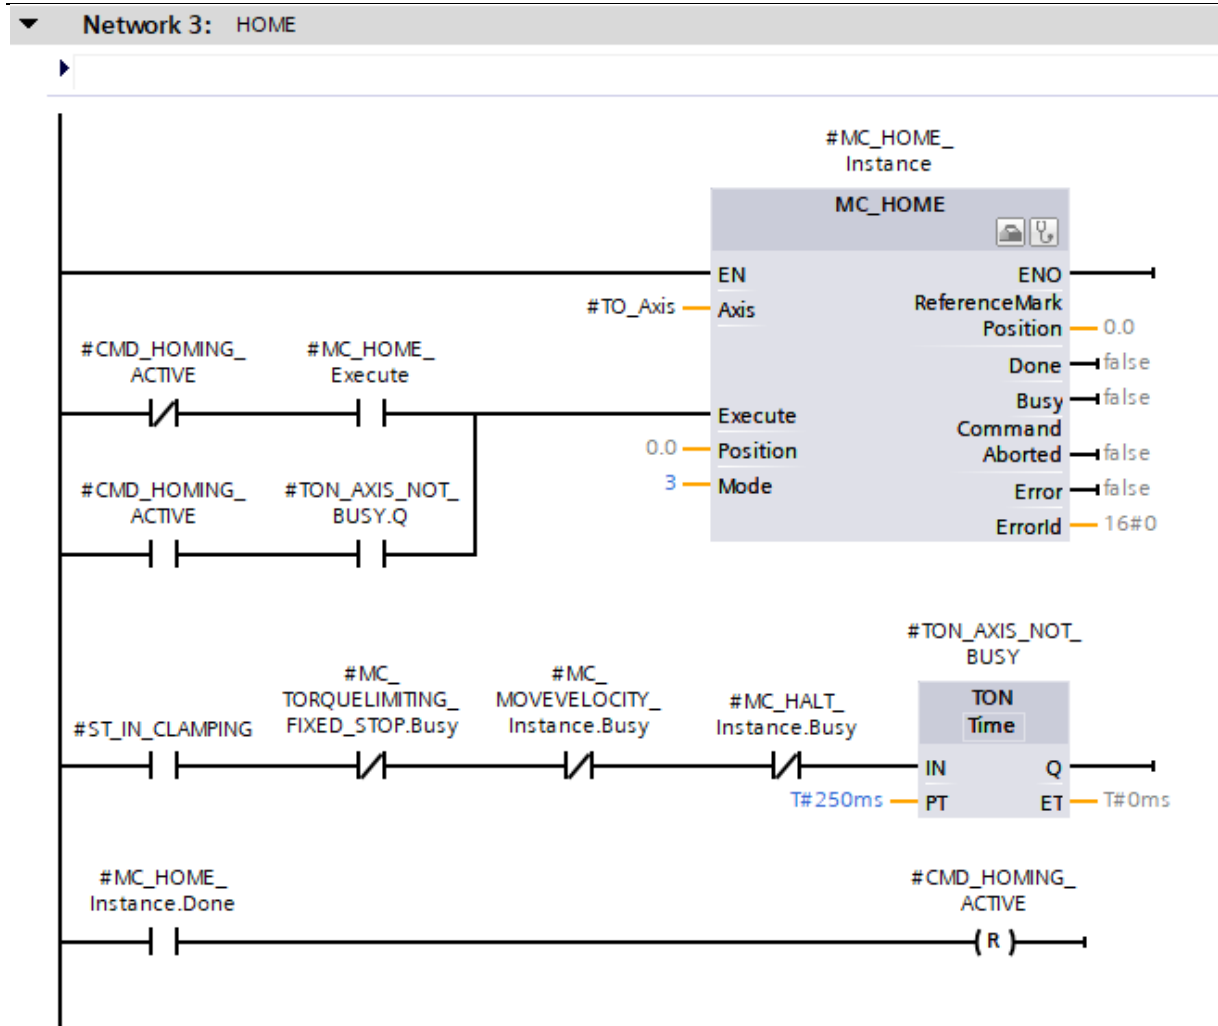 Network 3: HOME
#MC_HOME_
Instance
MC_HOME
EN
ENO
#TO_Axis
Axis
ReferenceMark
Position
0.0
#CMD_HOMING_
ACTIVE
#MC_HOME_
Execute
Done
false
Busy
false
Execute
Command
Aborted
false
0.0
Position
3
Mode
Error
false
ErrorId
16#0
#CMD_HOMING_
ACTIVE
#TON_AXIS_NOT_
BUSY.Q
#TON_AXIS_NOT_
BUSY
#ST_IN_CLAMPING
#MC_
TORQUELIMITING_
FIXED_STOP.Busy
#MC_
MOVEVELOCITY_
Instance.Busy
#MC_HALT_
Instance.Busy
TON
Time
IN
Q
T#250ms
PT
ET
T#0ms
#MC_HOME_
Instance.Done
#CMD_HOMING_
ACTIVE
R